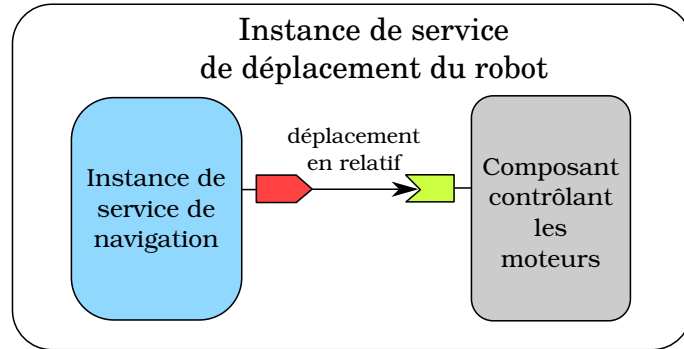 Instance de service
de déplacement du robot
Instance de
service de
navigation
déplacement
en relatif
Composant
contrôlant
les
moteurs